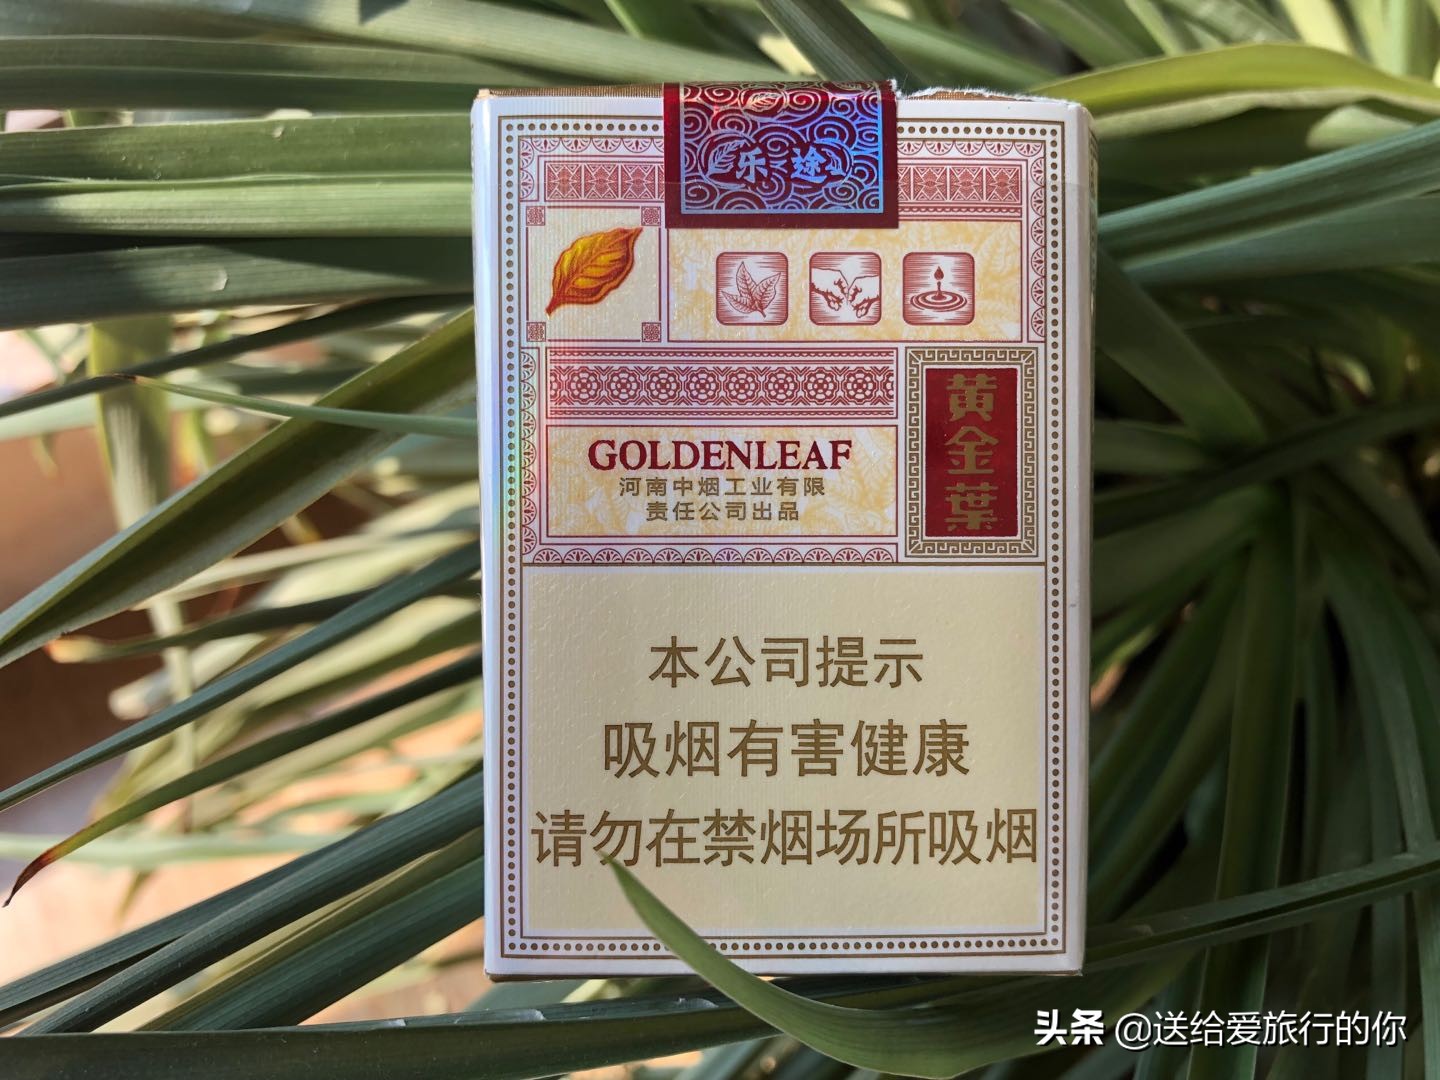 乐途
GOLDENLEAF
河南中烟工业有限
责任公司出品
黄金葉
本公司提示
吸烟有害健康
请勿在禁烟场所吸烟
头条 @送给爱旅行的你